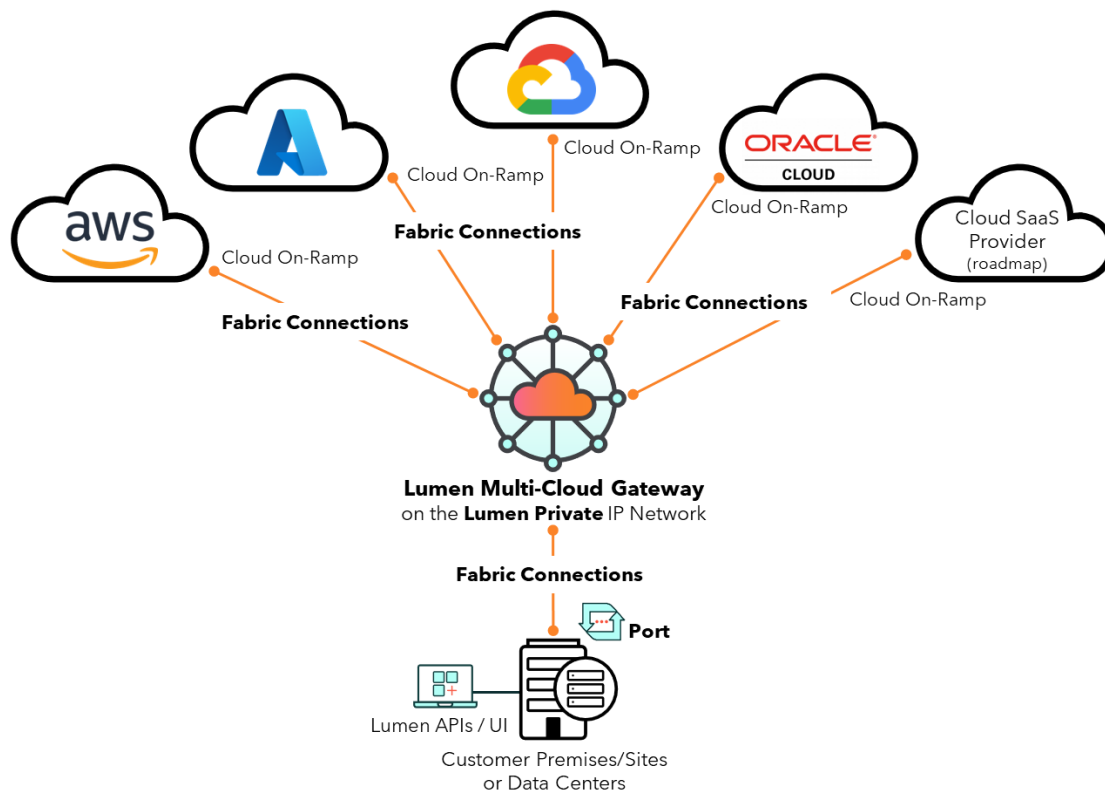 Cloud On-Ramp
ORACLE®
CLOUD
Cloud On-Ramp
Cloud On-Ramp
aws
Cloud SaaS
Provider
(roadmap)
Fabric Connections
Cloud On-Ramp
Cloud On-Ramp
Fabric Connections
Fabric Connections
Lumen Multi-Cloud Gateway
on the Lumen Private IP Network
Fabric Connections
Port
Lumen APIs / UI
Customer Premises/Sites
or Data Centers